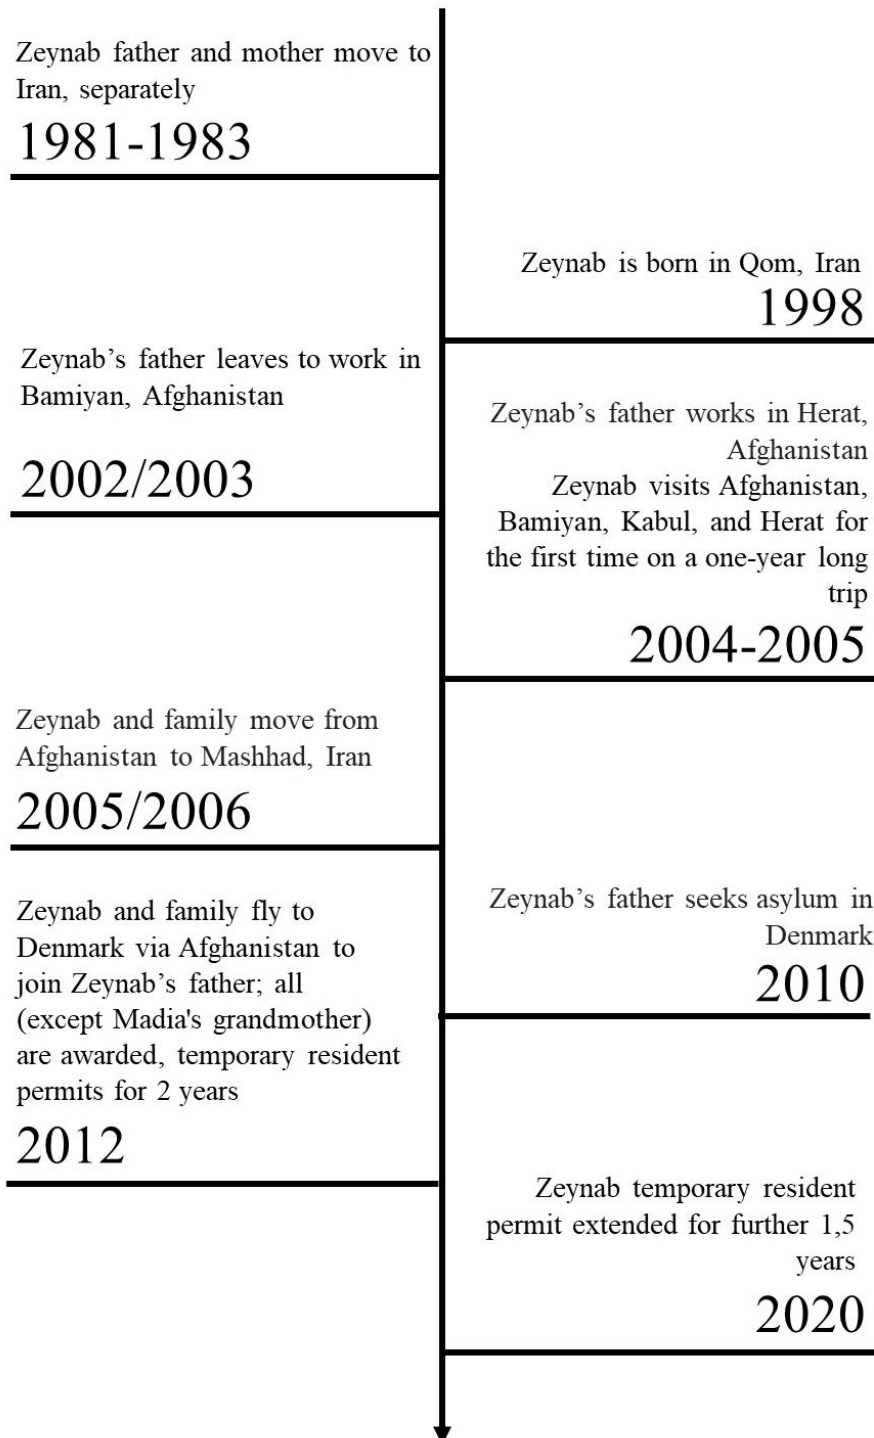 Zeynab father and mother move to
Iran, separately
1981-1983
Zeynab is born in Qom, Iran
1998
Zeynab’s father leaves to work in
Bamiyan, Afghanistan
2002/2003
Zeynab’s father works in Herat,
Afghanistan
Zeynab visits Afghanistan,
Bamiyan, Kabul, and Herat for
the first time on a one-year long
trip
2004-2005
Zeynab and family move from
Afghanistan to Mashhad, Iran
2005/2006
Zeynab’s father seeks asylum in
Denmark
2010
Zeynab and family fly to
Denmark via Afghanistan to
join Zeynab’s father; all
(except Madia's grandmother)
are awarded, temporary resident
permits for 2 years
2012
Zeynab temporary resident
permit extended for further 1,5
years
2020